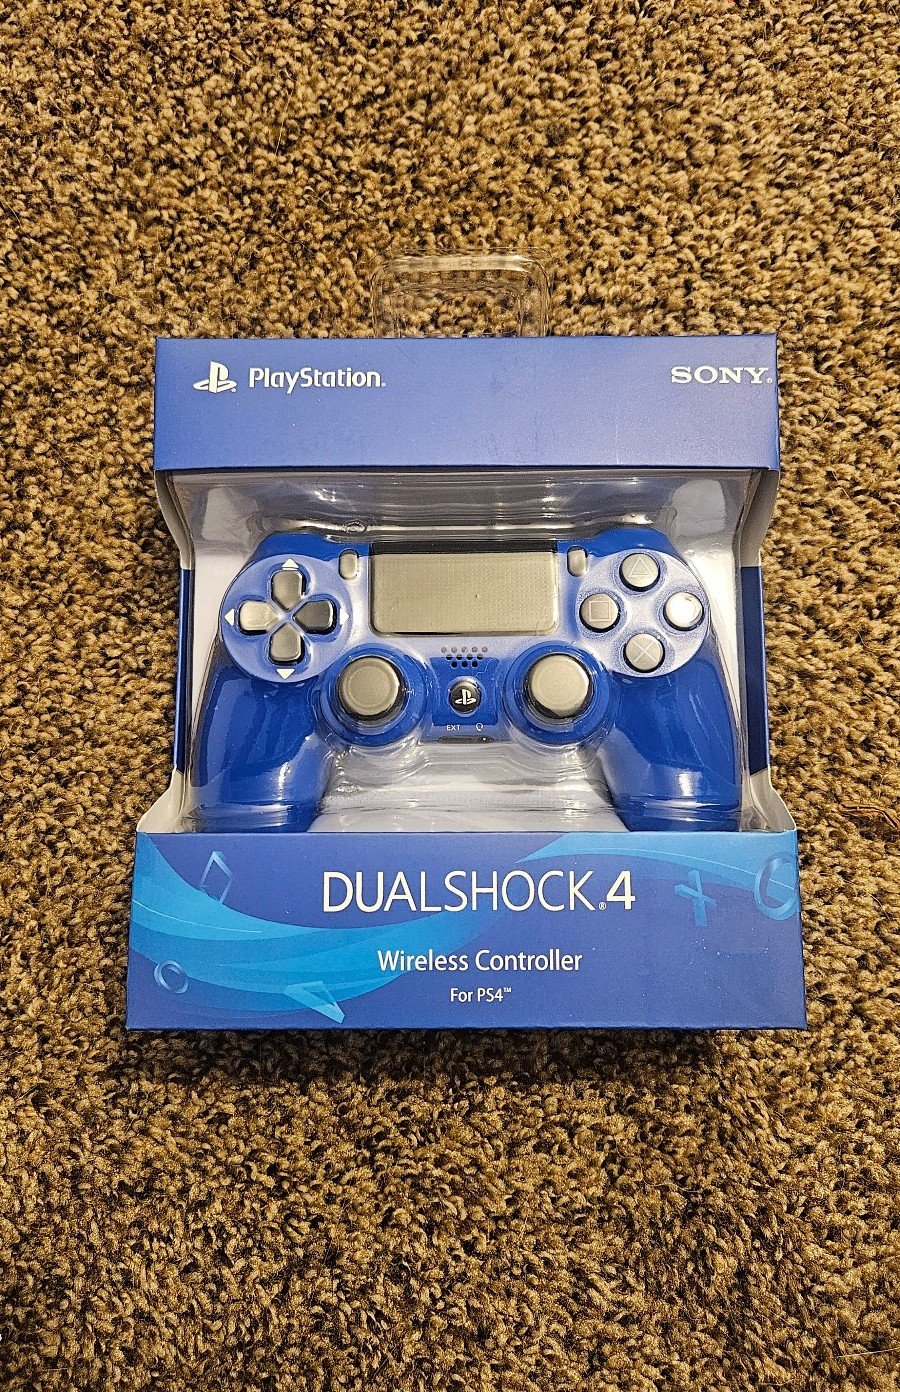 PlayStation®
SONY®
EXT
DUALSHOCK®4
Wireless Controller
For PS4™